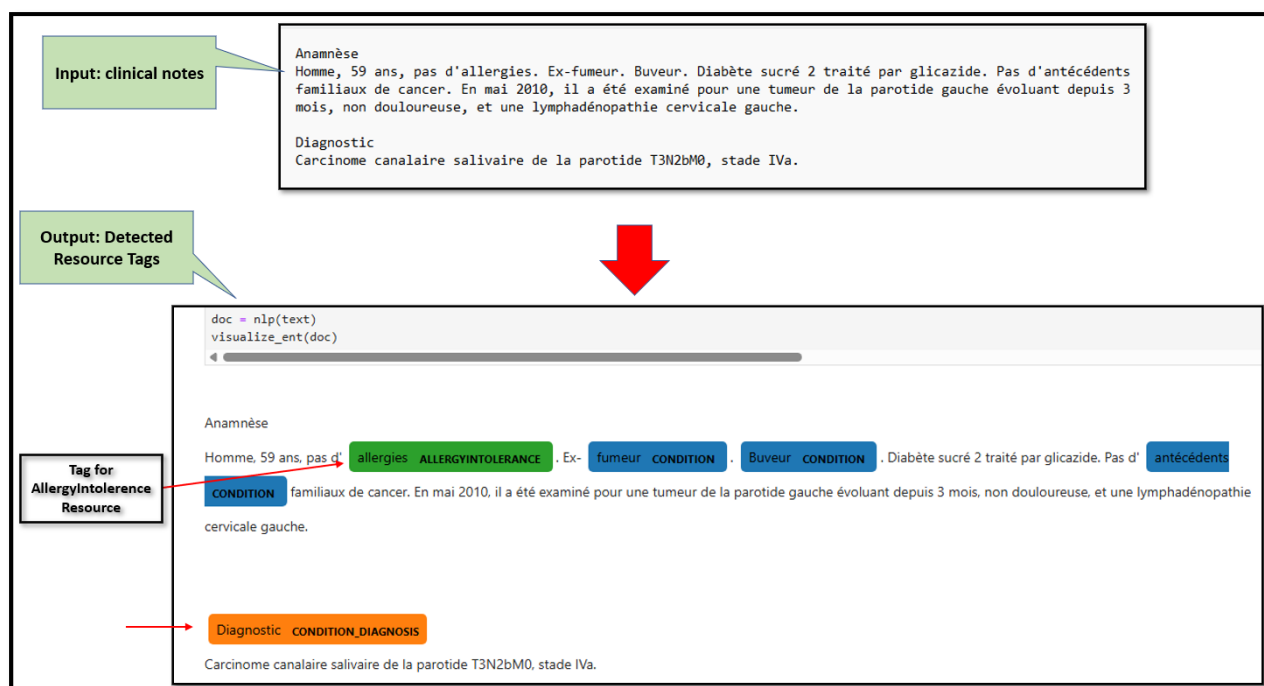 Input: clinical notes
Anamnèse
Homme, 59 ans, pas d'allergies. Ex-fumeur. Buveur. Diabète sucré 2 traité par glicazide. Pas d'antécédents
familiaux de cancer. En mai 2010, il a été examiné pour une tumeur de la parotide gauche évoluant depuis 3
mois, non douloureuse, et une lymphadénopathie cervicale gauche.
Diagnostic
Carcinome canalaire salivaire de la parotide T3N2bM0, stade IVa.
Output: Detected
Resource Tags
doc = nlp(text)
visualize_ent(doc)
Anamnèse
Homme, 59 ans, pas d' allergies ALLERGYINTOLERANCE . Ex- fumeur CONDITION . Buveur CONDITION . Diabète sucré 2 traité par glicazide. Pas d' antécédents
CONDITION familiaux de cancer. En mai 2010, il a été examiné pour une tumeur de la parotide gauche évoluant depuis 3 mois, non douloureuse, et une lymphadénopathie
cervicale gauche.
Tag for
AllergyIntolerence
Resource
Diagnostic CONDITION_DIAGNOSIS
Carcinome canalaire salivaire de la parotide T3N2bM0, stade IVa.